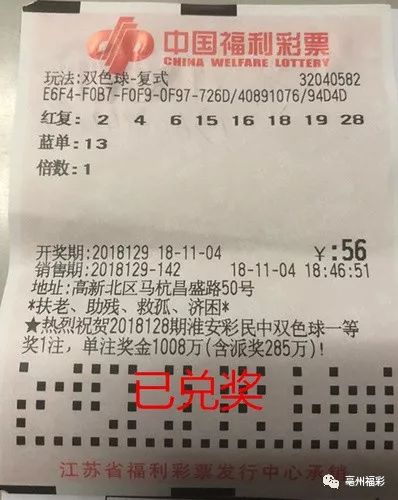 中国福利彩票
CHINA WELFARE LOTTERY
玩法:双色球-复式 32040582
E6F4-F0B7-F0F9-0F97-726D/40891076/94D4D
红复: 2 4 6 15 16 18 19 28
蓝单:13
倍数:1
开奖期:2018129 18-11-04 ￥:56
销售期:2018129-142 18-11-04 18:46:51
地址:高新北区马杭昌盛路50号
*扶老、助残、救孤、济困*
★热烈祝贺2018128期淮安彩民中双色球一等
奖1注,单注奖金1008万(含派奖285万)!
已兑奖
江苏省福利彩票发行中心承销
亳州福彩